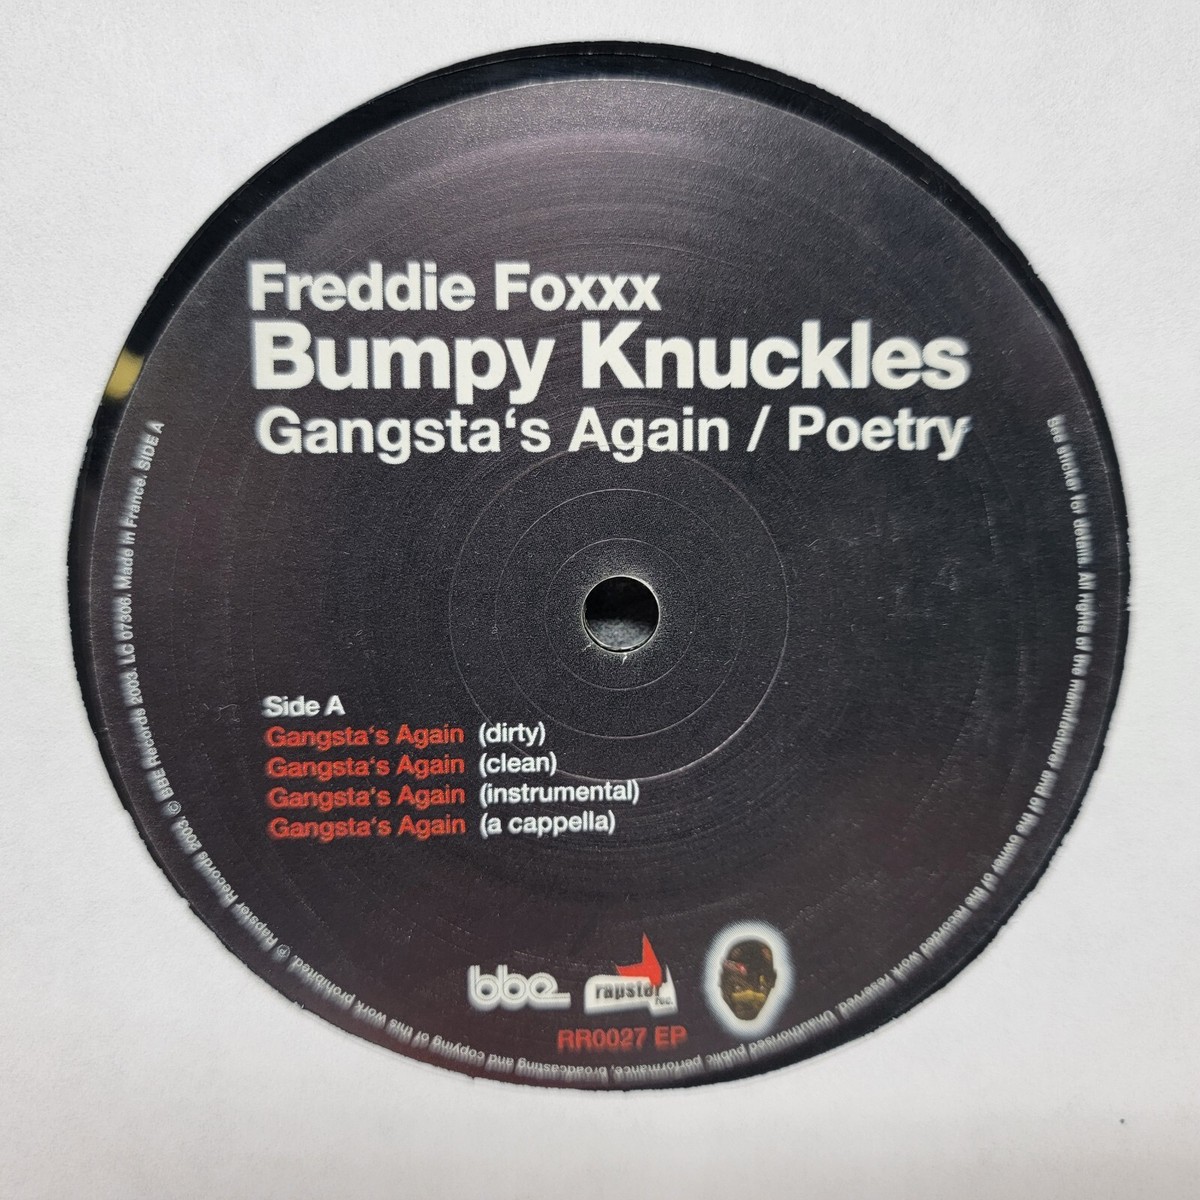 Freddie Foxxx
Bumpy Knuckles
Gangsta's Again / Poetry
Side A
Gangsta's Again (dirty)
Gangsta's Again (clean)
Gangsta's Again (instrumental)
Gangsta's Again (a cappella)
bbe
rapster
rec.
RR0027 EP
℗ Rapster Records 2003. © BBE Records 2003. LC 07306. Made in France. SIDE A
See sticker for details. All rights of the manufacturer and of the owner of the recorded work reserved. Unauthorised public performance, broadcasting and copying of this work prohibited.